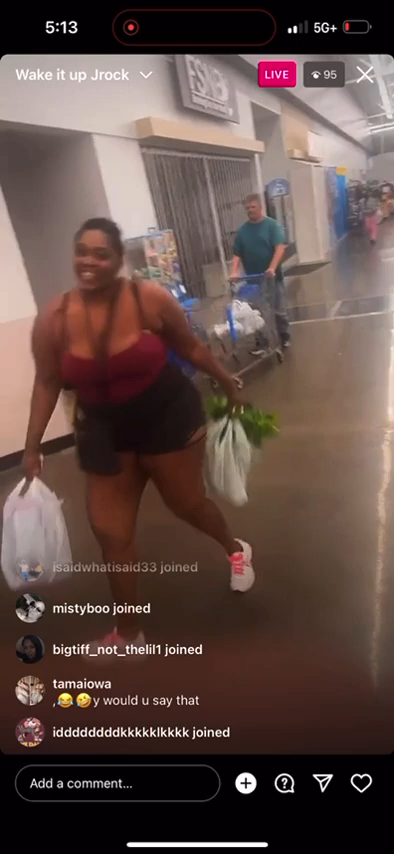 5:13
5G+
Wake it up Jrock
LIVE
95
isaidwhatisaid33 joined
mistyboo joined
bigtiff_not_thelil1 joined
tamaiowa
,😂🤣y would u say that
iddddddddkkkkklkkkk joined
Add a comment...